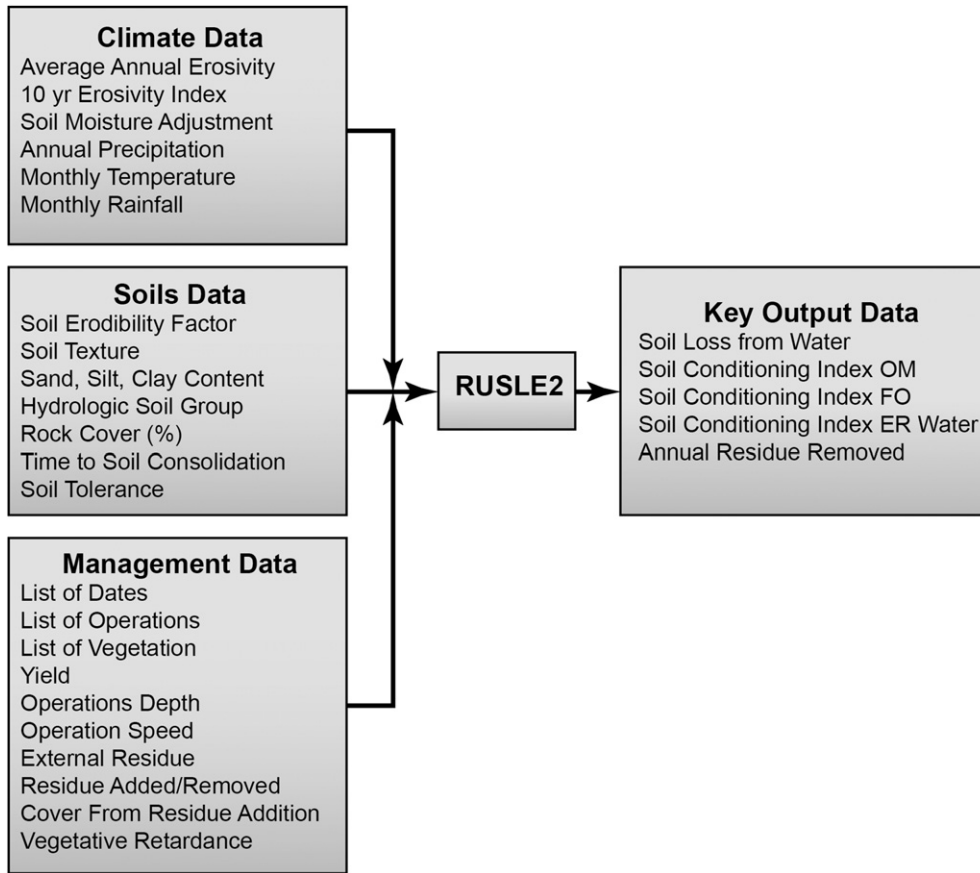 Climate Data
Average Annual Erosivity
10 yr Erosivity Index
Soil Moisture Adjustment
Annual Precipitation
Monthly Temperature
Monthly Rainfall
Soils Data
Soil Erodibility Factor
Soil Texture
Sand, Silt, Clay Content
Hydrologic Soil Group
Rock Cover (%)
Time to Soil Consolidation
Soil Tolerance
Management Data
List of Dates
List of Operations
List of Vegetation
Yield
Operations Depth
Operation Speed
External Residue
Residue Added/Removed
Cover From Residue Addition
Vegetative Retardance
RUSLE2
Key Output Data
Soil Loss from Water
Soil Conditioning Index OM
Soil Conditioning Index FO
Soil Conditioning Index ER Water
Annual Residue Removed